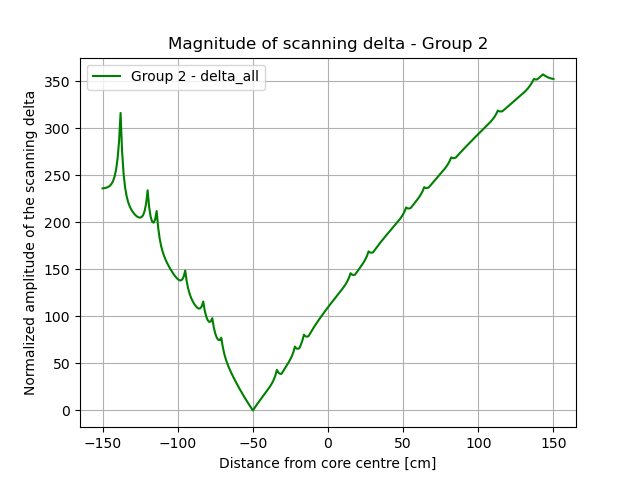 Magnitude of scanning delta - Group 2
Group 2 - delta_all
Normalized amplitude of the scanning delta
350
300
250
200
150
100
50
0
−150 −100 −50 0 50 100 150
Distance from core centre [cm]